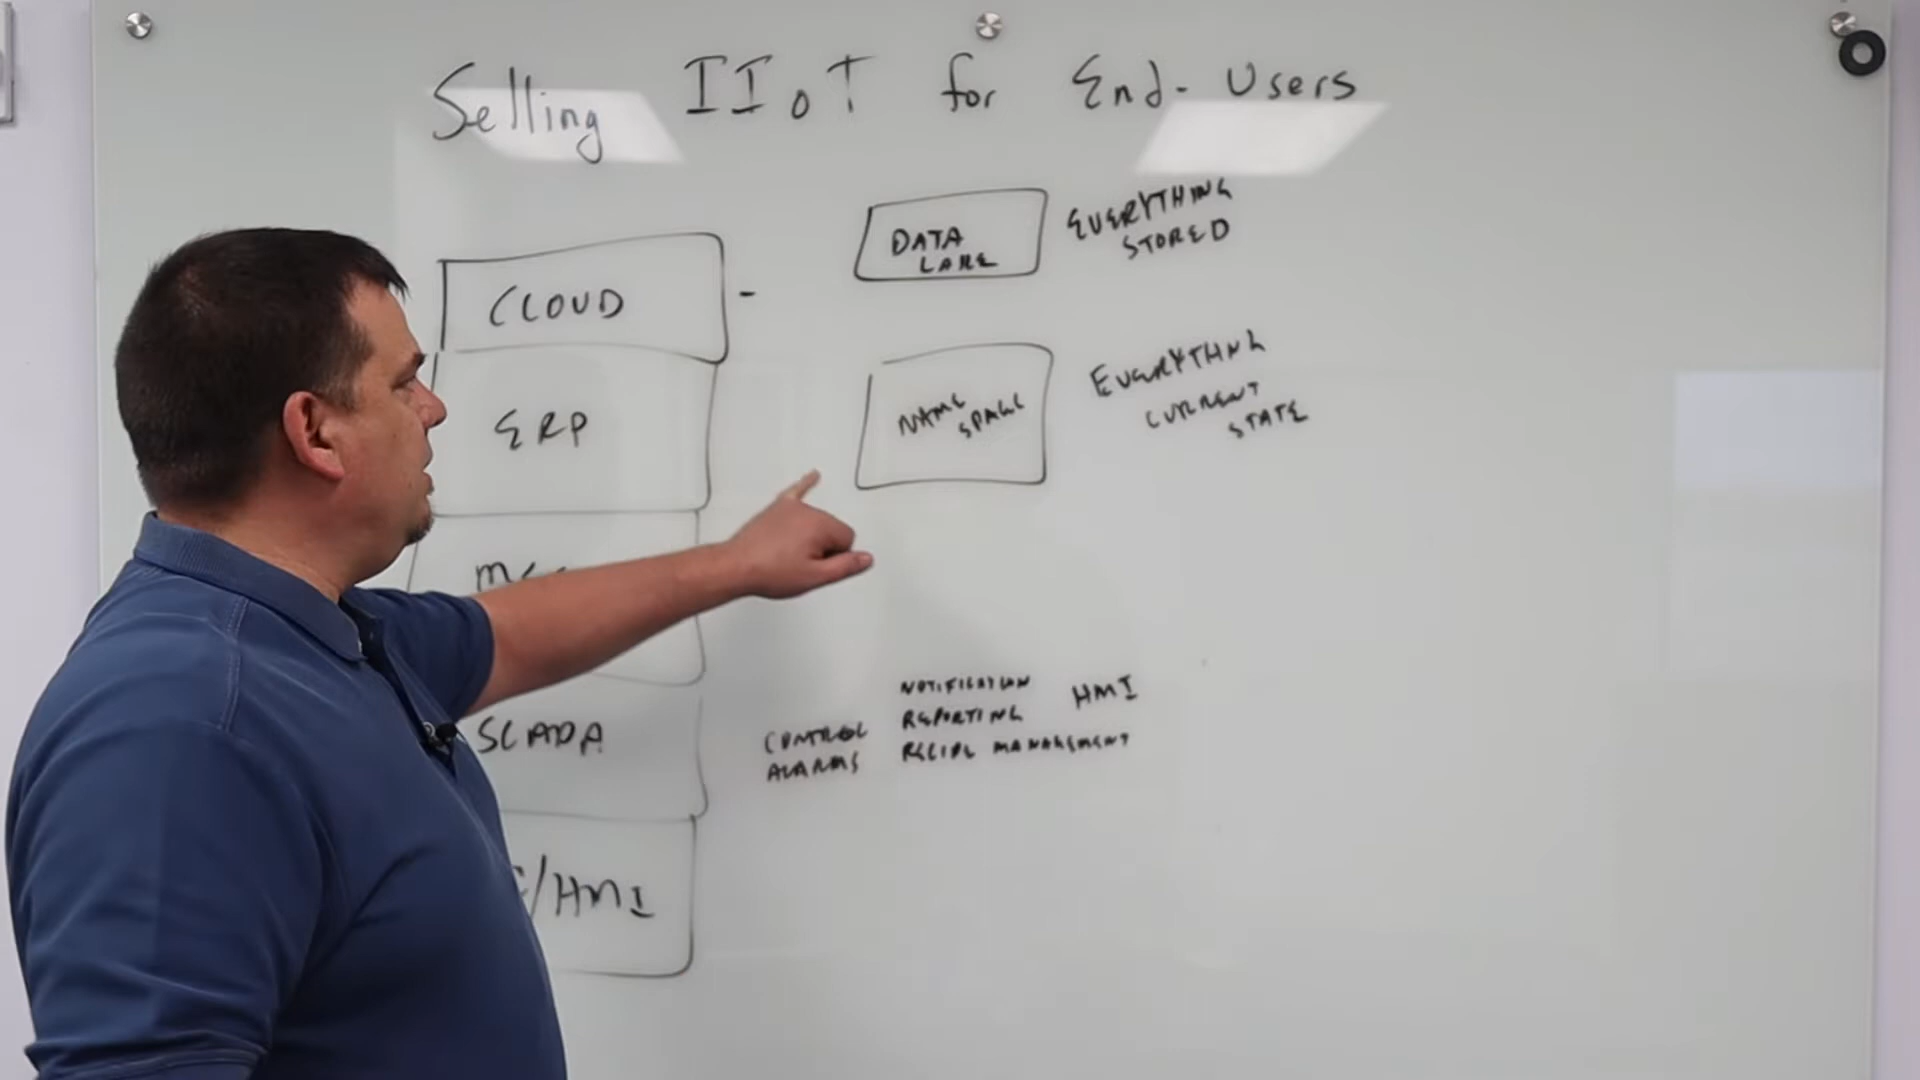 Selling IIoT for End-Users
DATA
LAKE
EVERYTHING
STORED
CLOUD -
NAME
SPACE
EVERYTHNG
CURRENT
STATE
ERP
SCADA
CONTROL
ALARMS
NOTIFICATION
REPORTING
RECIPE MANAGEMENT
HMI
/HMI